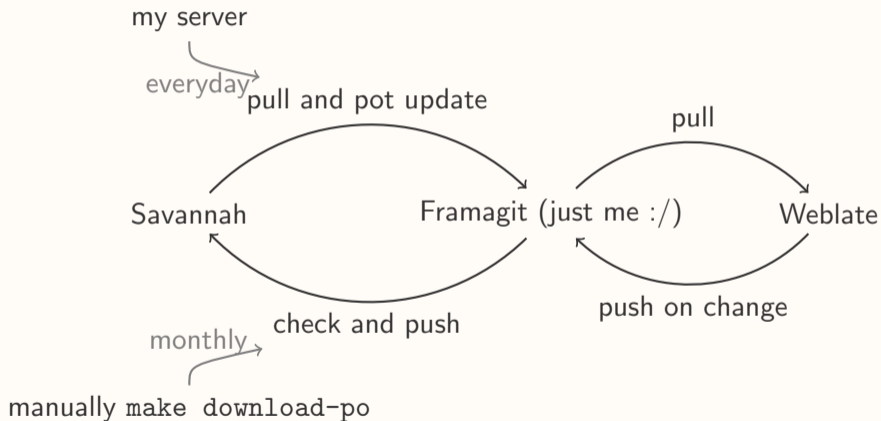 my server
everyday
pull and pot update
pull
Savannah
Framagit (just me :/)
Weblate
push on change
check and push
monthly
manually make download-po